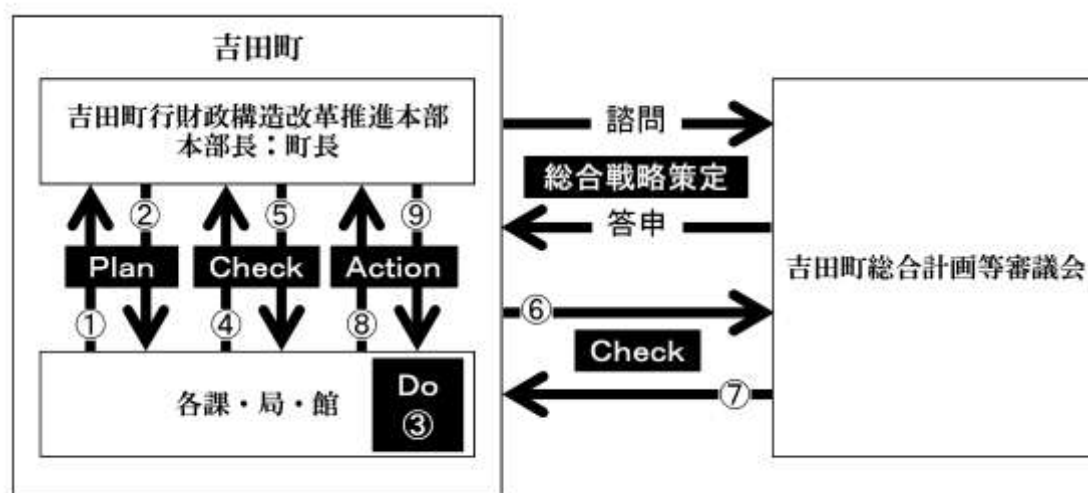 吉田町
吉田町行財政構造改革推進本部
本部長：町長
② ⑤ ⑨
Plan Check Action
① ④ ⑧
各課・局・館
Do
③
諮問
総合戦略策定
答申
⑥
Check
⑦
吉田町総合計画等審議会